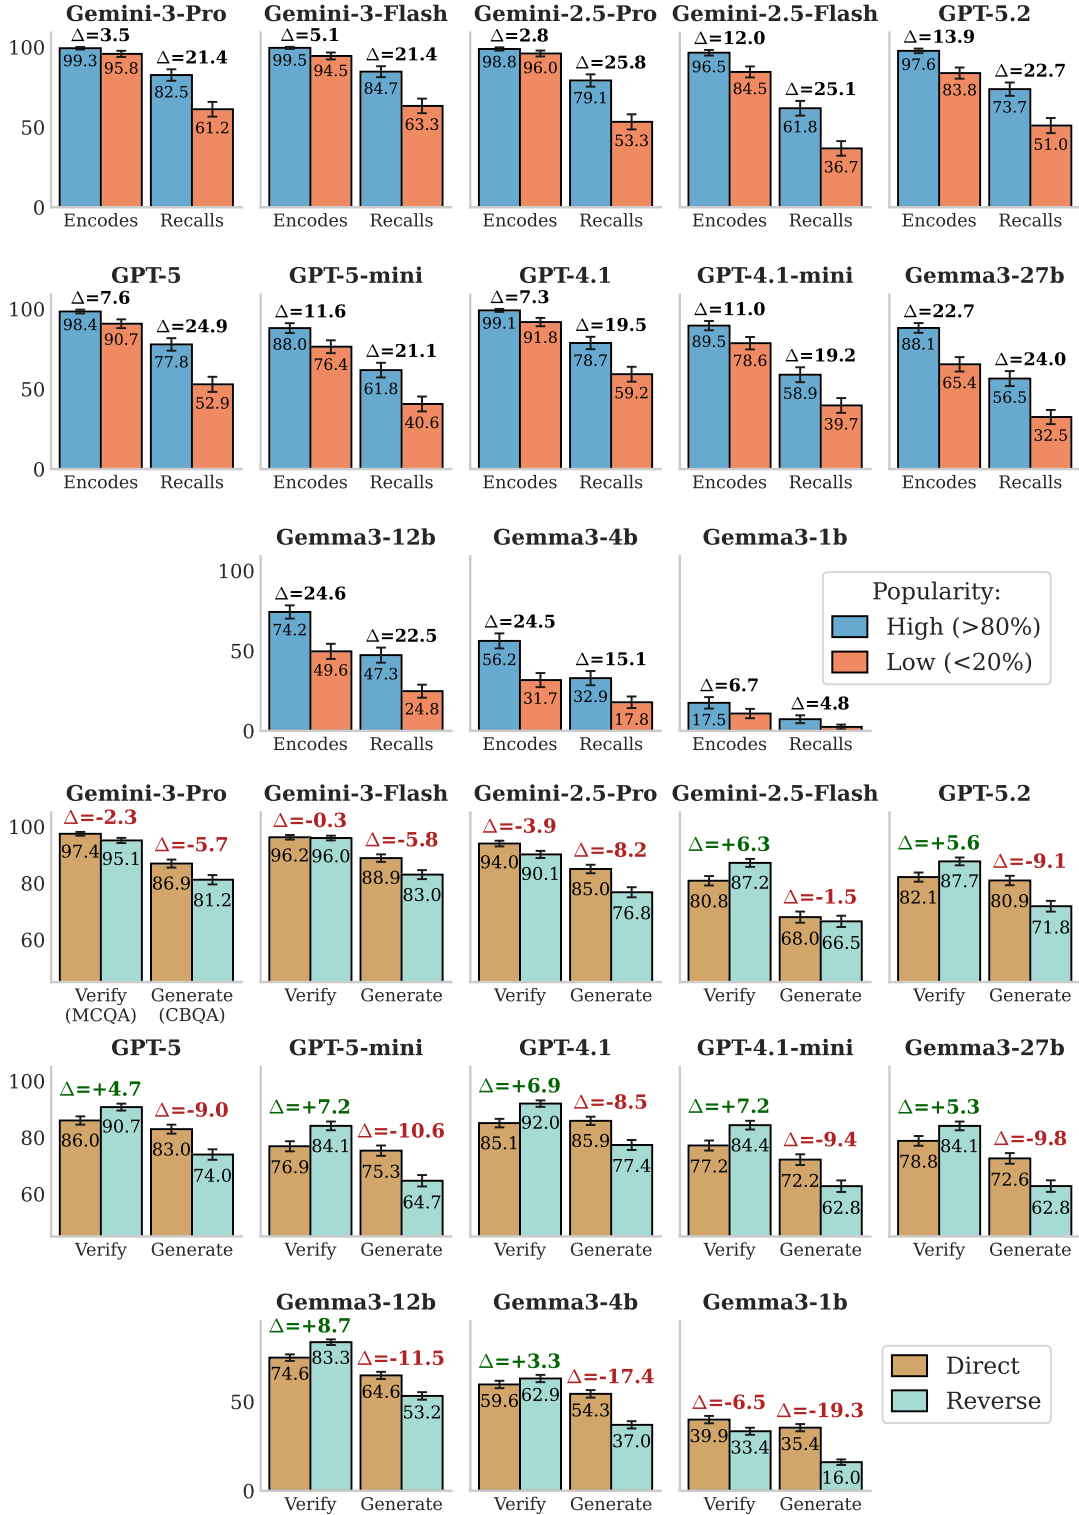 Gemini-3-Pro Gemini-3-Flash Gemini-2.5-Pro Gemini-2.5-Flash GPT-5.2
Δ=3.5 Δ=5.1 Δ=2.8 Δ=12.0 Δ=13.9
Δ=21.4 Δ=21.4 Δ=25.8 Δ=25.1 Δ=22.7
100
99.3 95.8 82.5 61.2 99.5 94.5 84.7 63.3 98.8 96.0 79.1 53.3 96.5 84.5 61.8 36.7 97.6 83.8 73.7 51.0
50
0
Encodes Recalls Encodes Recalls Encodes Recalls Encodes Recalls Encodes Recalls
GPT-5 GPT-5-mini GPT-4.1 GPT-4.1-mini Gemma3-27b
Δ=7.6 Δ=11.6 Δ=7.3 Δ=11.0 Δ=22.7
Δ=24.9 Δ=21.1 Δ=19.5 Δ=19.2 Δ=24.0
100
98.4 90.7 77.8 52.9 88.0 76.4 61.8 40.6 99.1 91.8 78.7 59.2 89.5 78.6 58.9 39.7 88.1 65.4 56.5 32.5
50
0
Encodes Recalls Encodes Recalls Encodes Recalls Encodes Recalls Encodes Recalls
Gemma3-12b Gemma3-4b Gemma3-1b
100
Δ=24.6 Δ=22.5 Δ=24.5 Δ=15.1 Δ=6.7 Δ=4.8
74.2 49.6 47.3 24.8 56.2 31.7 32.9 17.8 17.5
50
0
Encodes Recalls Encodes Recalls Encodes Recalls
Popularity:
High (>80%)
Low (<20%)
Gemini-3-Pro Gemini-3-Flash Gemini-2.5-Pro Gemini-2.5-Flash GPT-5.2
Δ=-2.3 Δ=-5.7 Δ=-0.3 Δ=-5.8 Δ=-3.9 Δ=-8.2 Δ=+6.3 Δ=-1.5 Δ=+5.6 Δ=-9.1
100
97.4 95.1 86.9 81.2 96.2 96.0 88.9 83.0 94.0 90.1 85.0 76.8 80.8 87.2 68.0 66.5 82.1 87.7 80.9 71.8
80
60
Verify Generate Verify Generate Verify Generate Verify Generate Verify Generate
(MCQA) (CBQA)
GPT-5 GPT-5-mini GPT-4.1 GPT-4.1-mini Gemma3-27b
Δ=+4.7 Δ=-9.0 Δ=+7.2 Δ=-10.6 Δ=+6.9 Δ=-8.5 Δ=+7.2 Δ=-9.4 Δ=+5.3 Δ=-9.8
100
86.0 90.7 83.0 74.0 76.9 84.1 75.3 64.7 85.1 92.0 85.9 77.4 77.2 84.4 72.2 62.8 78.8 84.1 72.6 62.8
80
60
Verify Generate Verify Generate Verify Generate Verify Generate Verify Generate
Gemma3-12b Gemma3-4b Gemma3-1b
Δ=+8.7 Δ=-11.5 Δ=+3.3 Δ=-17.4 Δ=-6.5 Δ=-19.3
74.6 83.3 64.6 53.2 59.6 62.9 54.3 37.0 39.9 33.4 35.4 16.0
50
0
Verify Generate Verify Generate Verify Generate
Direct
Reverse